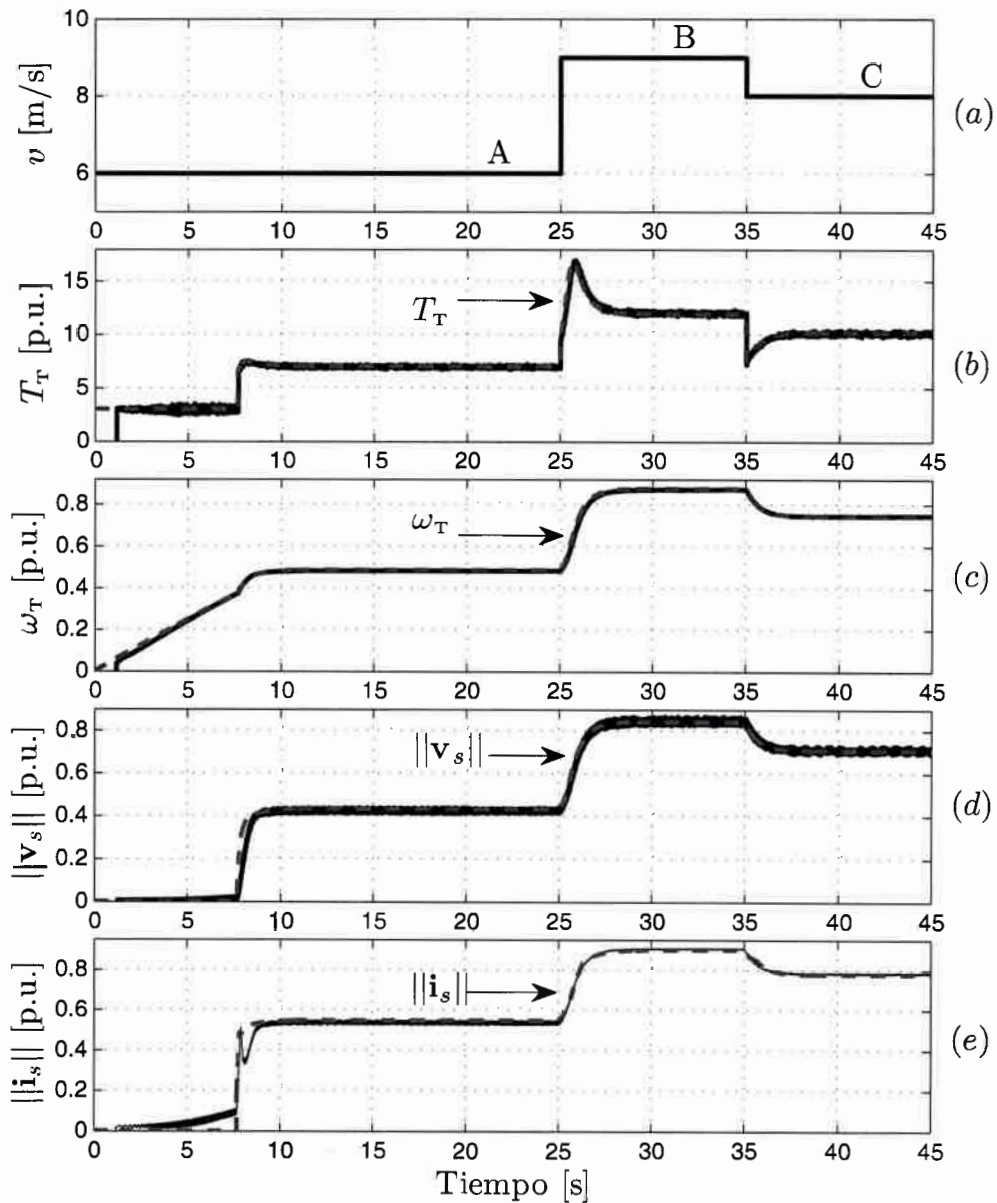 10
8
6
v [m/s]
A
B
C
(a)
0 5 10 15 20 25 30 35 40 45
15
10
5
0
T_T [p.u.]
T_T
(b)
0 5 10 15 20 25 30 35 40 45
0.8
0.6
0.4
0.2
0
ω_T [p.u.]
ω_T
(c)
0 5 10 15 20 25 30 35 40 45
0.8
0.6
0.4
0.2
0
||v_s|| [p.u.]
||v_s||
(d)
0 5 10 15 20 25 30 35 40 45
0.8
0.6
0.4
0.2
0
||i_s|| [p.u.]
||i_s||
(e)
0 5 10 15 20 25 30 35 40 45
Tiempo [s]